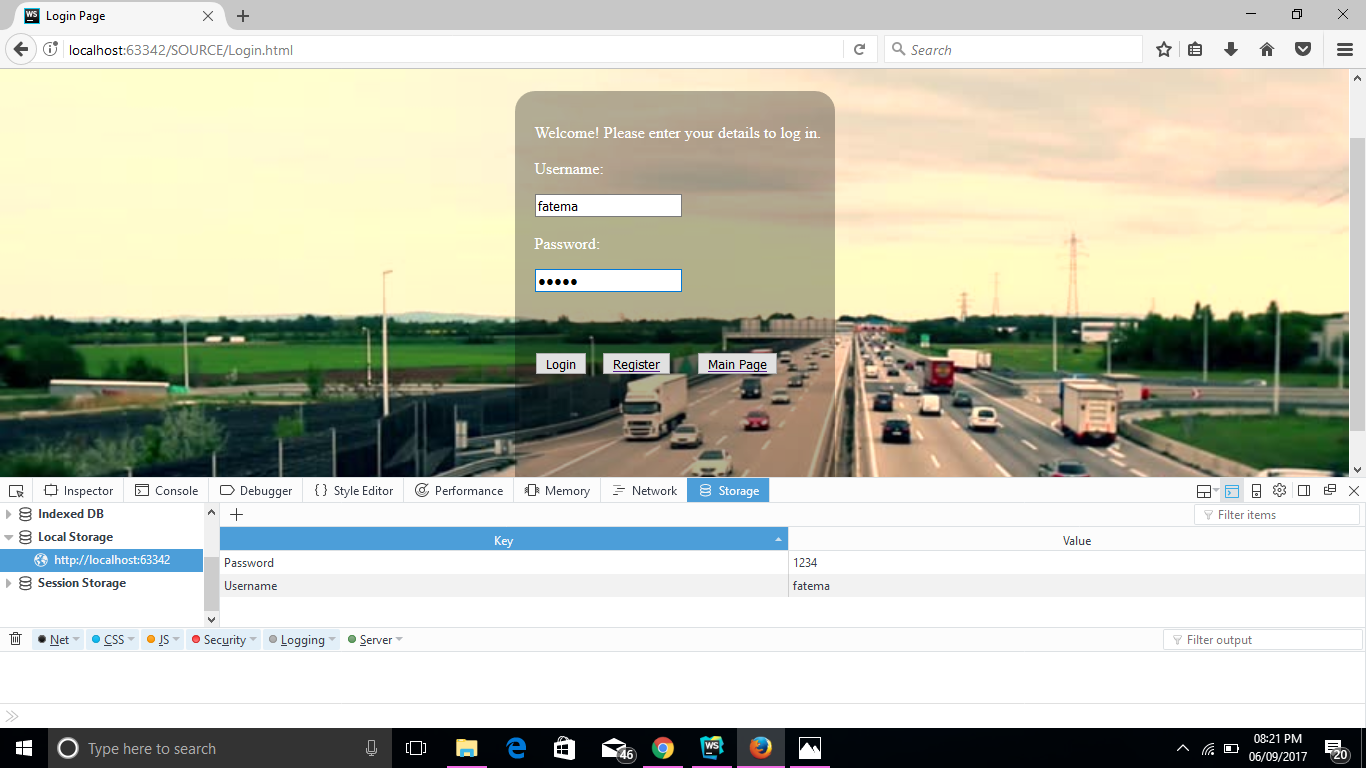 WS Login Page
localhost:63342/SOURCE/Login.html Search
Welcome! Please enter your details to log in.
Username:
fatema
Password:
●●●●●
Login Register Main Page
Inspector Console Debugger { } Style Editor Performance Memory Network Storage
Indexed DB
Local Storage
http://localhost:63342
Session Storage
Filter items
Key Value
Password 1234
Username fatema
Net CSS JS Security Logging Server Filter output
Type here to search
46
WS
08:21 PM
06/09/2017
20